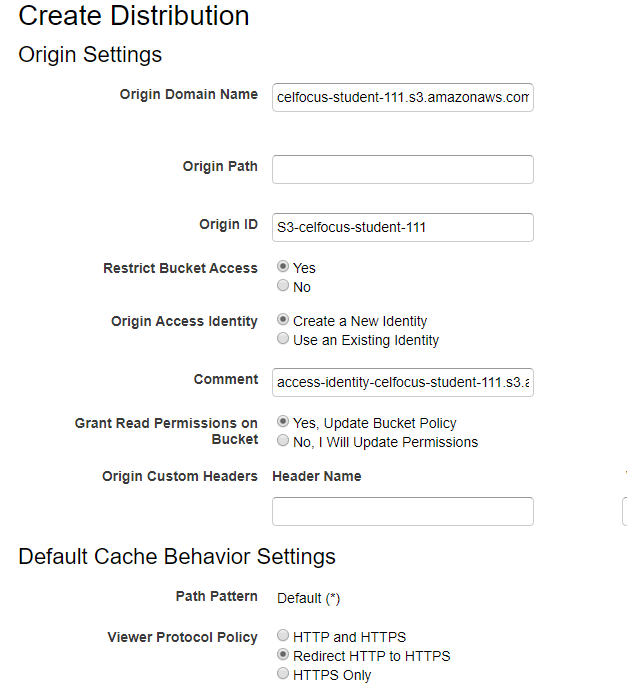 Create Distribution
Origin Settings
Origin Domain Name celfocus-student-111.s3.amazonaws.com
Origin Path
Origin ID S3-celfocus-student-111
Restrict Bucket Access Yes
No
Origin Access Identity Create a New Identity
Use an Existing Identity
Comment access-identity-celfocus-student-111.s3.a
Grant Read Permissions on Yes, Update Bucket Policy
Bucket No, I Will Update Permissions
Origin Custom Headers Header Name
Default Cache Behavior Settings
Path Pattern Default (*)
Viewer Protocol Policy HTTP and HTTPS
Redirect HTTP to HTTPS
HTTPS Only